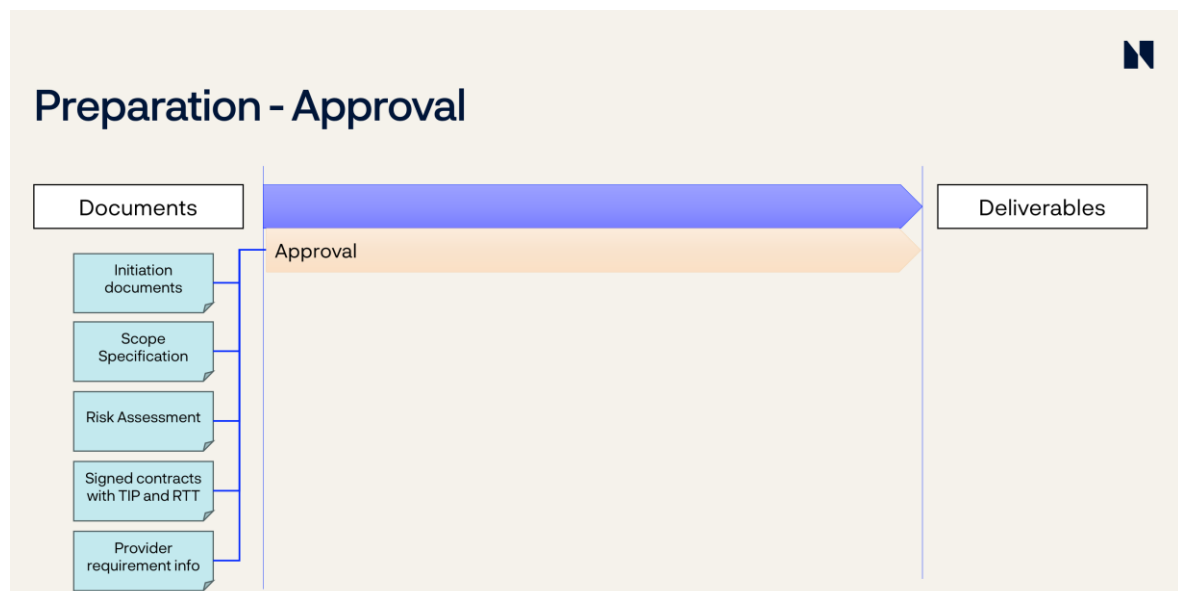 Preparation - Approval
Documents
Deliverables
Approval
Initiation
documents
Scope
Specification
Risk Assessment
Signed contracts
with TIP and RTT
Provider
requirement info